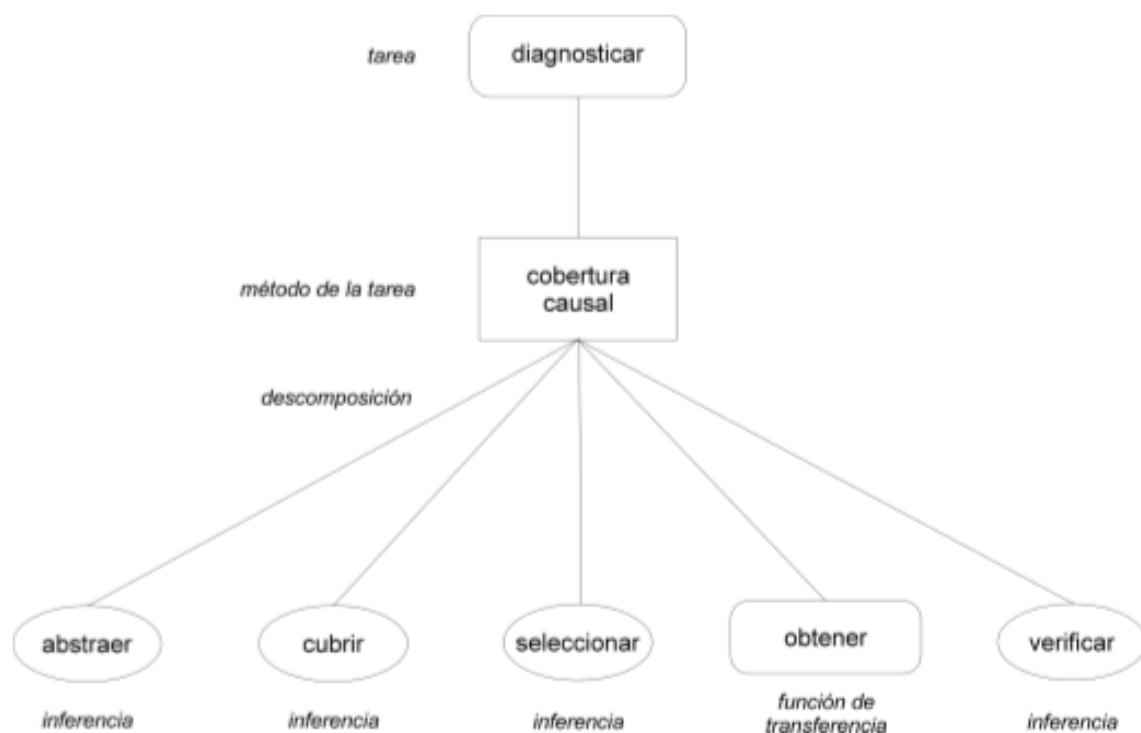 tarea
diagnosticar
método de la tarea
cobertura
causal
descomposición
abstraer
cubrir
seleccionar
obtener
verificar
inferencia
inferencia
inferencia
función de
transferencia
inferencia